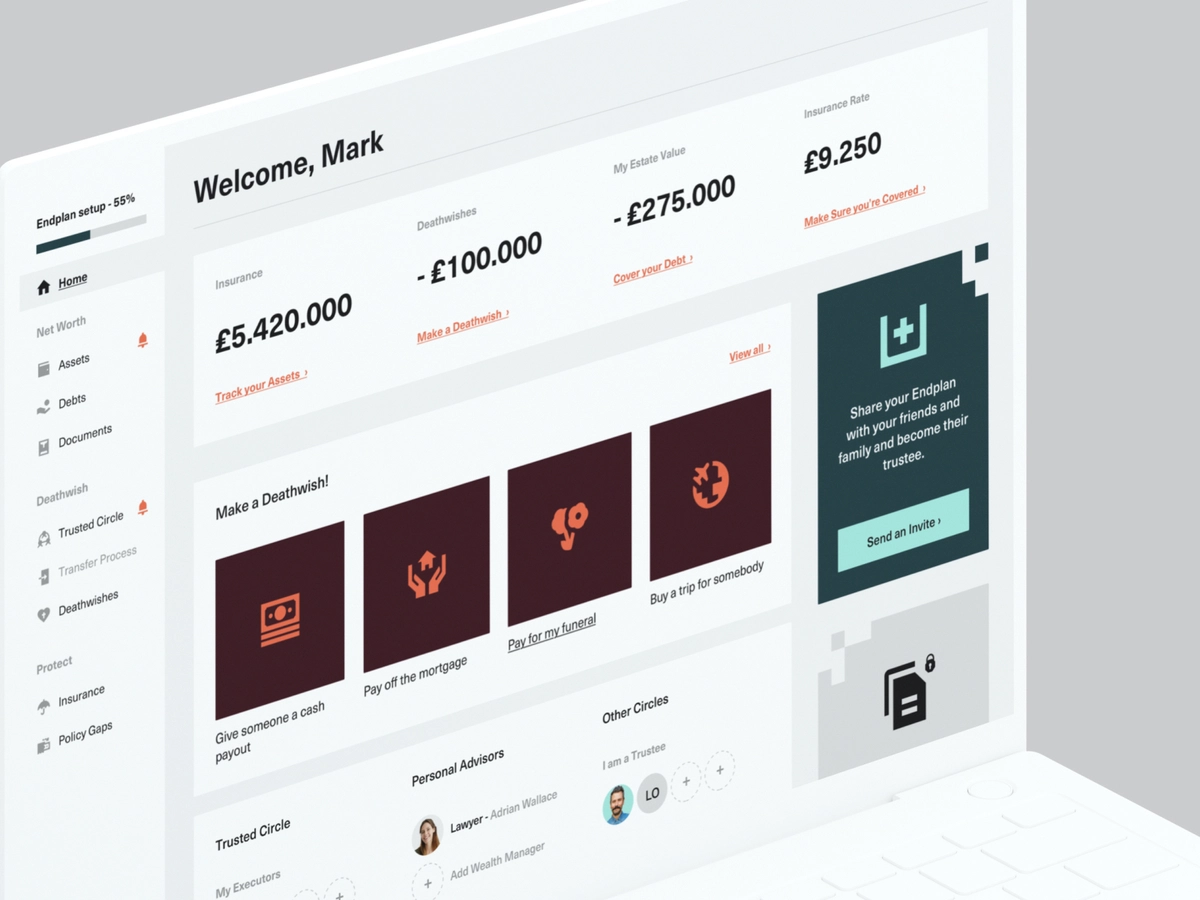 Welcome, Mark
Endplan setup - 55%
Home
Net Worth
Assets
Debts
Documents
Deathwish
Trusted Circle
Transfer Process
Deathwishes
Protect
Insurance
Policy Gaps
Insurance
£5.420.000
Track your Assets ›
Deathwishes
- £100.000
Make a Deathwish ›
My Estate Value
- £275.000
Cover your Debt ›
Insurance Rate
£9.250
Make Sure you're Covered ›
Make a Deathwish!
View all ›
Give someone a cash
payout
Pay off the mortgage
Pay for my funeral
Buy a trip for somebody
Share your Endplan
with your friends and
family and become their
trustee.
Send an Invite ›
Trusted Circle
My Executors
Personal Advisors
Lawyer - Adrian Wallace
Add Wealth Manager
Other Circles
I am a Trustee
LO